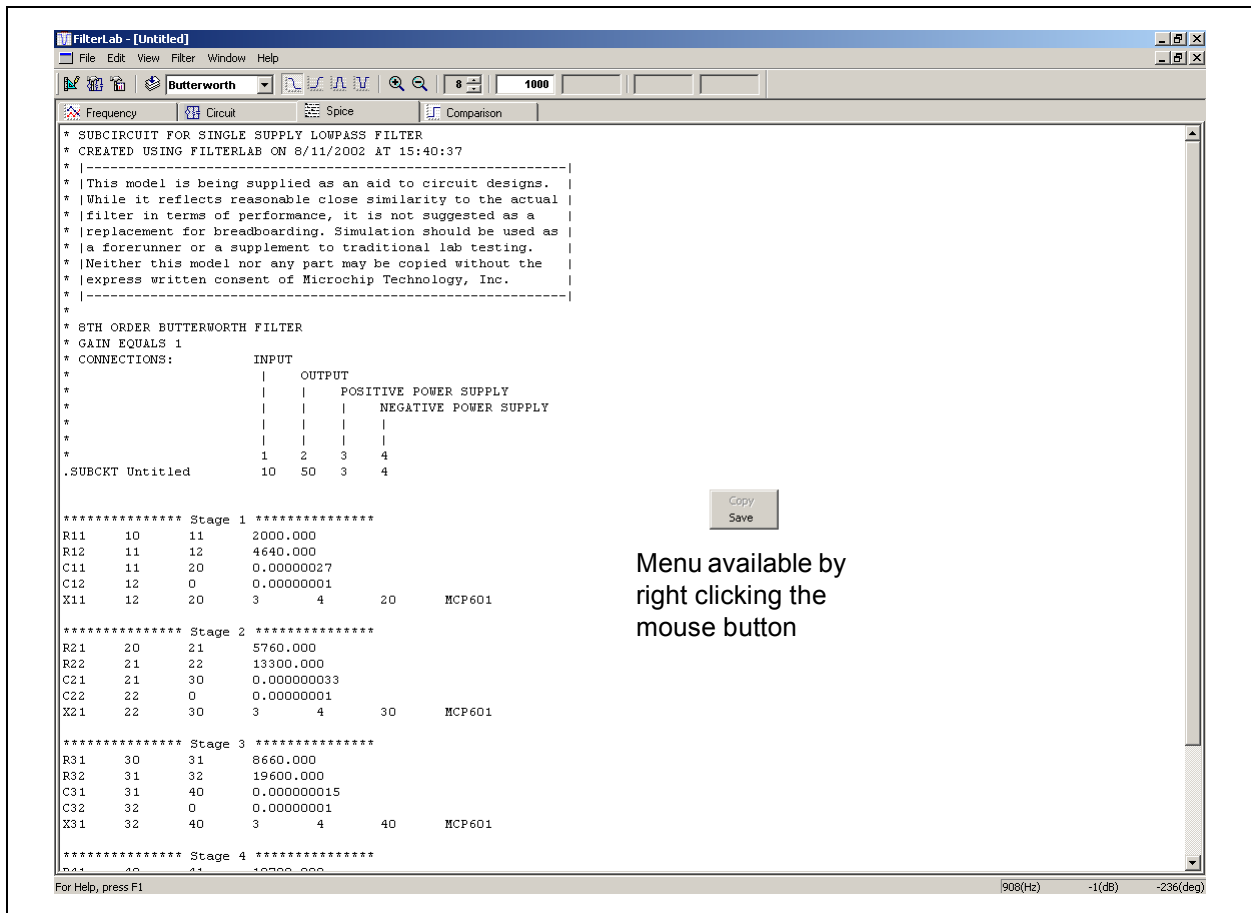 FilterLab - [Untitled]
File Edit View Filter Window Help
Butterworth 8 1000
Frequency Circuit Spice Comparison
* SUBCIRCUIT FOR SINGLE SUPPLY LOWPASS FILTER
* CREATED USING FILTERLAB ON 8/11/2002 AT 15:40:37
* |------------------------------------------------------------|
* |This model is being supplied as an aid to circuit designs. |
* |While it reflects reasonable close similarity to the actual |
* |filter in terms of performance, it is not suggested as a |
* |replacement for breadboarding. Simulation should be used as |
* |a forerunner or a supplement to traditional lab testing. |
* |Neither this model nor any part may be copied without the |
* |express written consent of Microchip Technology, Inc. |
* |------------------------------------------------------------|
*
* 8TH ORDER BUTTERWORTH FILTER
* GAIN EQUALS 1
* CONNECTIONS: INPUT
* | OUTPUT
* | | POSITIVE POWER SUPPLY
* | | | NEGATIVE POWER SUPPLY
* | | | |
* | | | |
* 1 2 3 4
.SUBCKT Untitled 10 50 3 4
*************** Stage 1 ***************
R11 10 11 2000.000
R12 11 12 4640.000
C11 11 20 0.00000027
C12 12 0 0.00000001
X11 12 20 3 4 20 MCP601
*************** Stage 2 ***************
R21 20 21 5760.000
R22 21 22 13300.000
C21 21 30 0.000000033
C22 22 0 0.00000001
X21 22 30 3 4 30 MCP601
*************** Stage 3 ***************
R31 30 31 8660.000
R32 31 32 19600.000
C31 31 40 0.000000015
C32 32 0 0.00000001
X31 32 40 3 4 40 MCP601
*************** Stage 4 ***************
Copy
Save
Menu available by
right clicking the
mouse button
For Help, press F1 908(Hz) -1(dB) -236(deg)